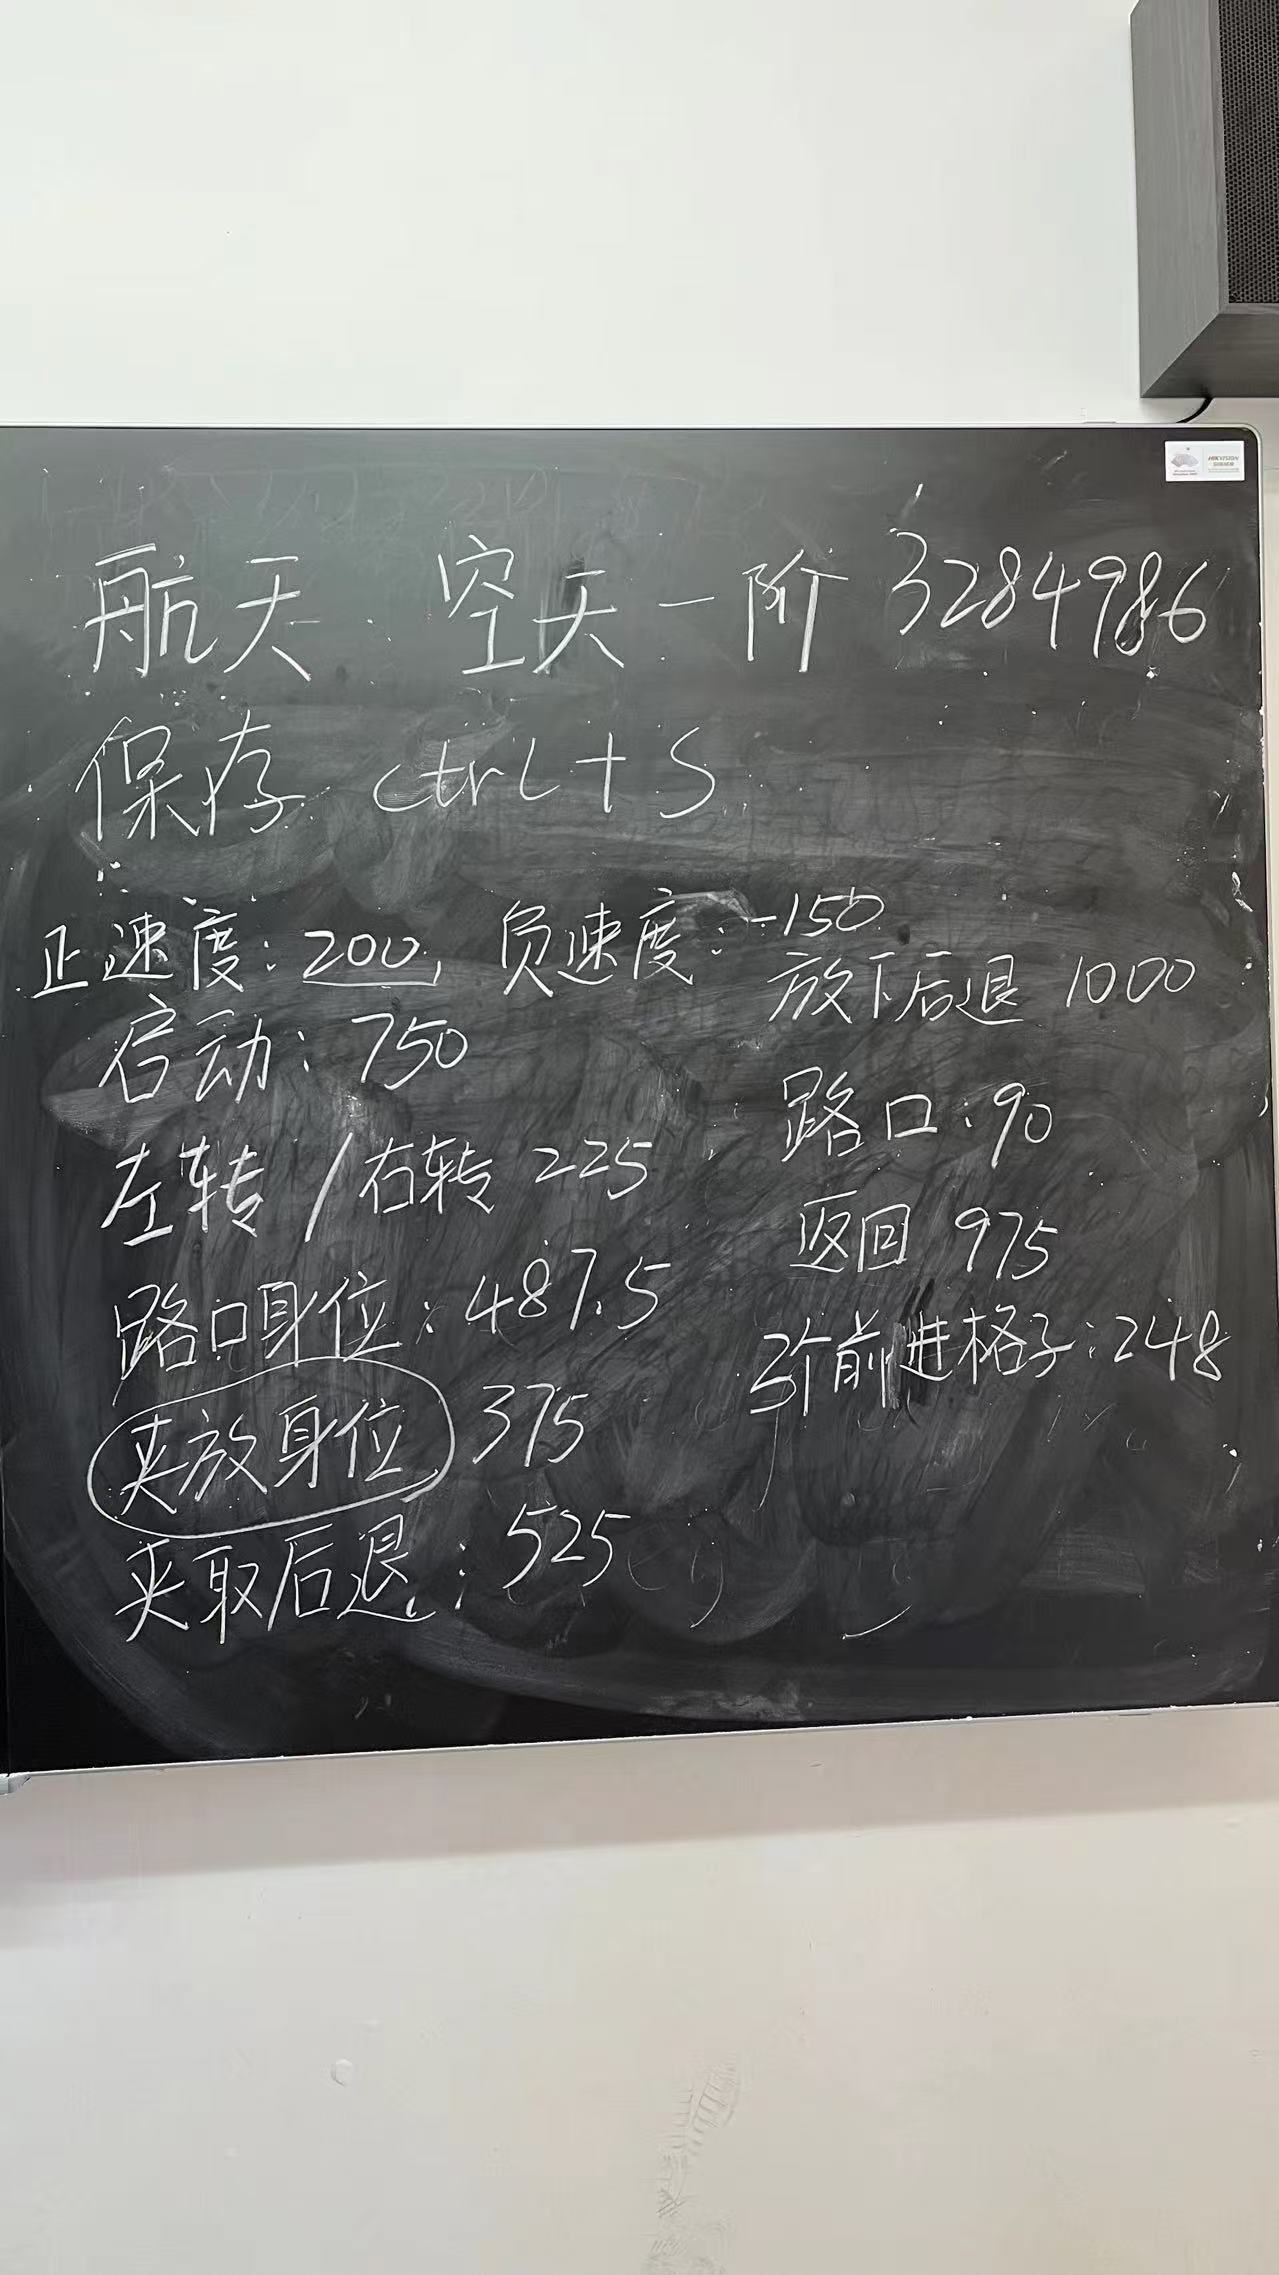 航天 空天一阶 3284986
保存 ctrl+S
正速度：200， 负速度：-150
启动：750
左转/右转 225
路口身位：487.5
夹放身位 375
夹取后退：525
放下后退 1000
路口：90
返回 975
前进格子：248
HIKVISION